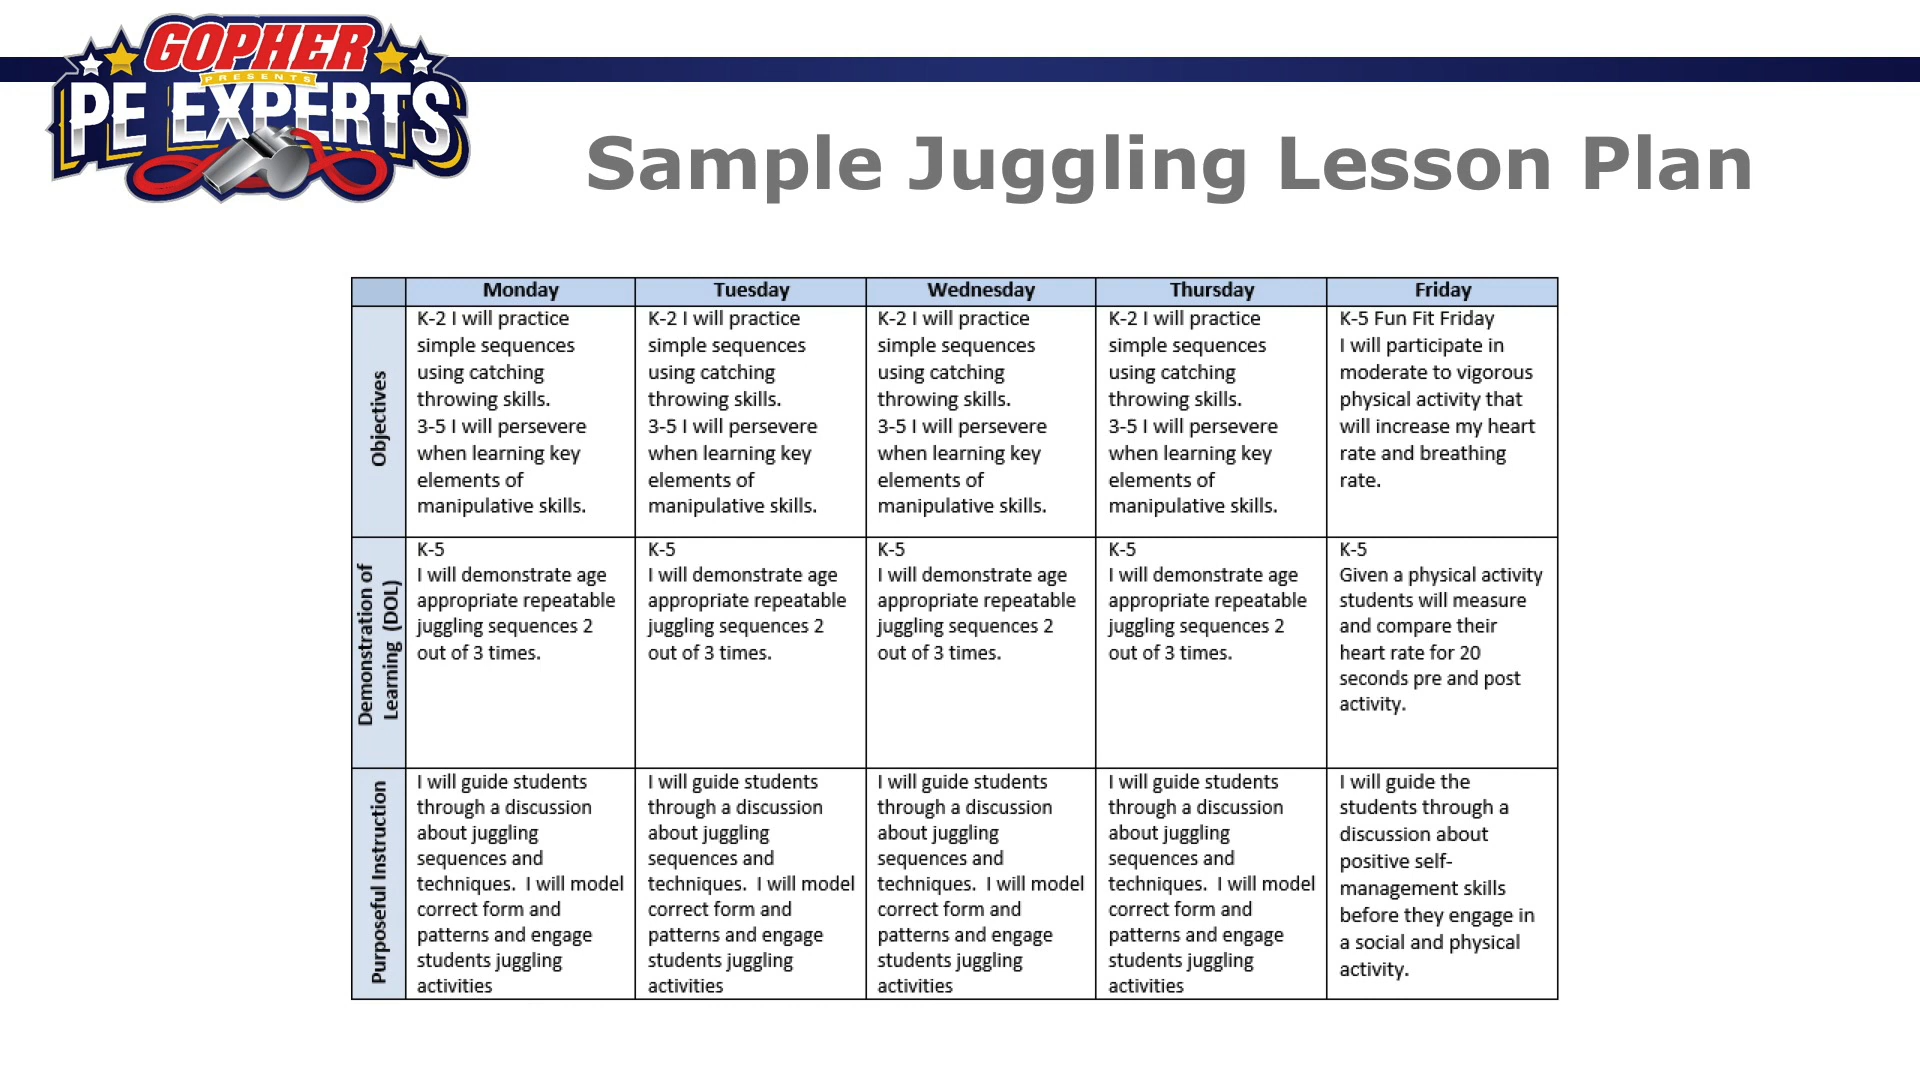 GOPHER
PRESENTS
PE EXPERTS
Sample Juggling Lesson Plan
Monday
Tuesday
Wednesday
Thursday
Friday
Objectives
K-2 I will practice
simple sequences
using catching
throwing skills.
3-5 I will persevere
when learning key
elements of
manipulative skills.
K-2 I will practice
simple sequences
using catching
throwing skills.
3-5 I will persevere
when learning key
elements of
manipulative skills.
K-2 I will practice
simple sequences
using catching
throwing skills.
3-5 I will persevere
when learning key
elements of
manipulative skills.
K-2 I will practice
simple sequences
using catching
throwing skills.
3-5 I will persevere
when learning key
elements of
manipulative skills.
K-5 Fun Fit Friday
I will participate in
moderate to vigorous
physical activity that
will increase my heart
rate and breathing
rate.
Demonstration of
Learning (DOL)
K-5
I will demonstrate age
appropriate repeatable
juggling sequences 2
out of 3 times.
K-5
I will demonstrate age
appropriate repeatable
juggling sequences 2
out of 3 times.
K-5
I will demonstrate age
appropriate repeatable
juggling sequences 2
out of 3 times.
K-5
I will demonstrate age
appropriate repeatable
juggling sequences 2
out of 3 times.
K-5
Given a physical activity
students will measure
and compare their
heart rate for 20
seconds pre and post
activity.
Purposeful Instruction
I will guide students
through a discussion
about juggling
sequences and
techniques.  I will model
correct form and
patterns and engage
students juggling
activities
I will guide students
through a discussion
about juggling
sequences and
techniques.  I will model
correct form and
patterns and engage
students juggling
activities
I will guide students
through a discussion
about juggling
sequences and
techniques.  I will model
correct form and
patterns and engage
students juggling
activities
I will guide students
through a discussion
about juggling
sequences and
techniques.  I will model
correct form and
patterns and engage
students juggling
activities
I will guide the
students through a
discussion about
positive self-
management skills
before they engage in
a social and physical
activity.